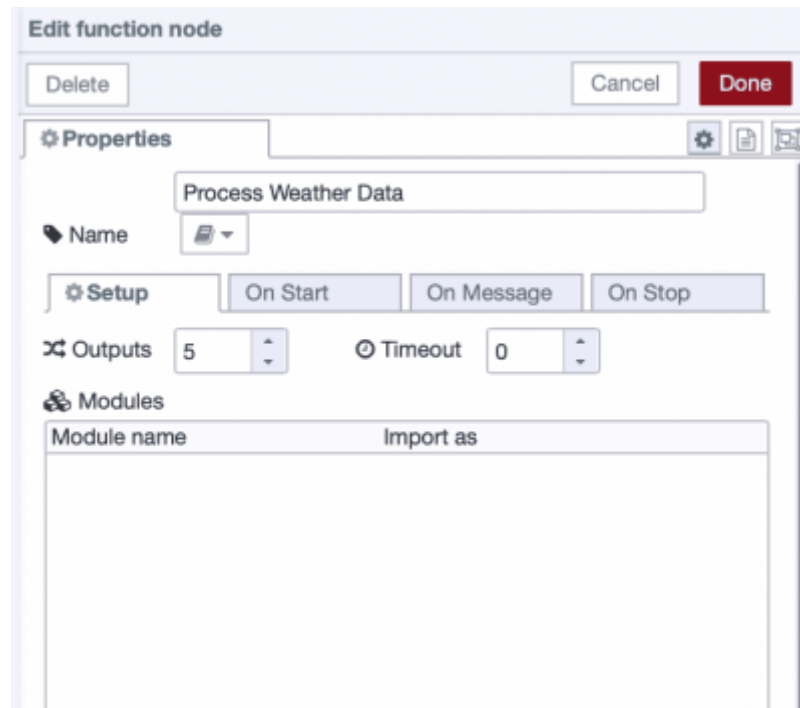 Edit function node
Delete Cancel Done
Properties
Process Weather Data
Name
Setup On Start On Message On Stop
Outputs 5 Timeout 0
Modules
Module name Import as